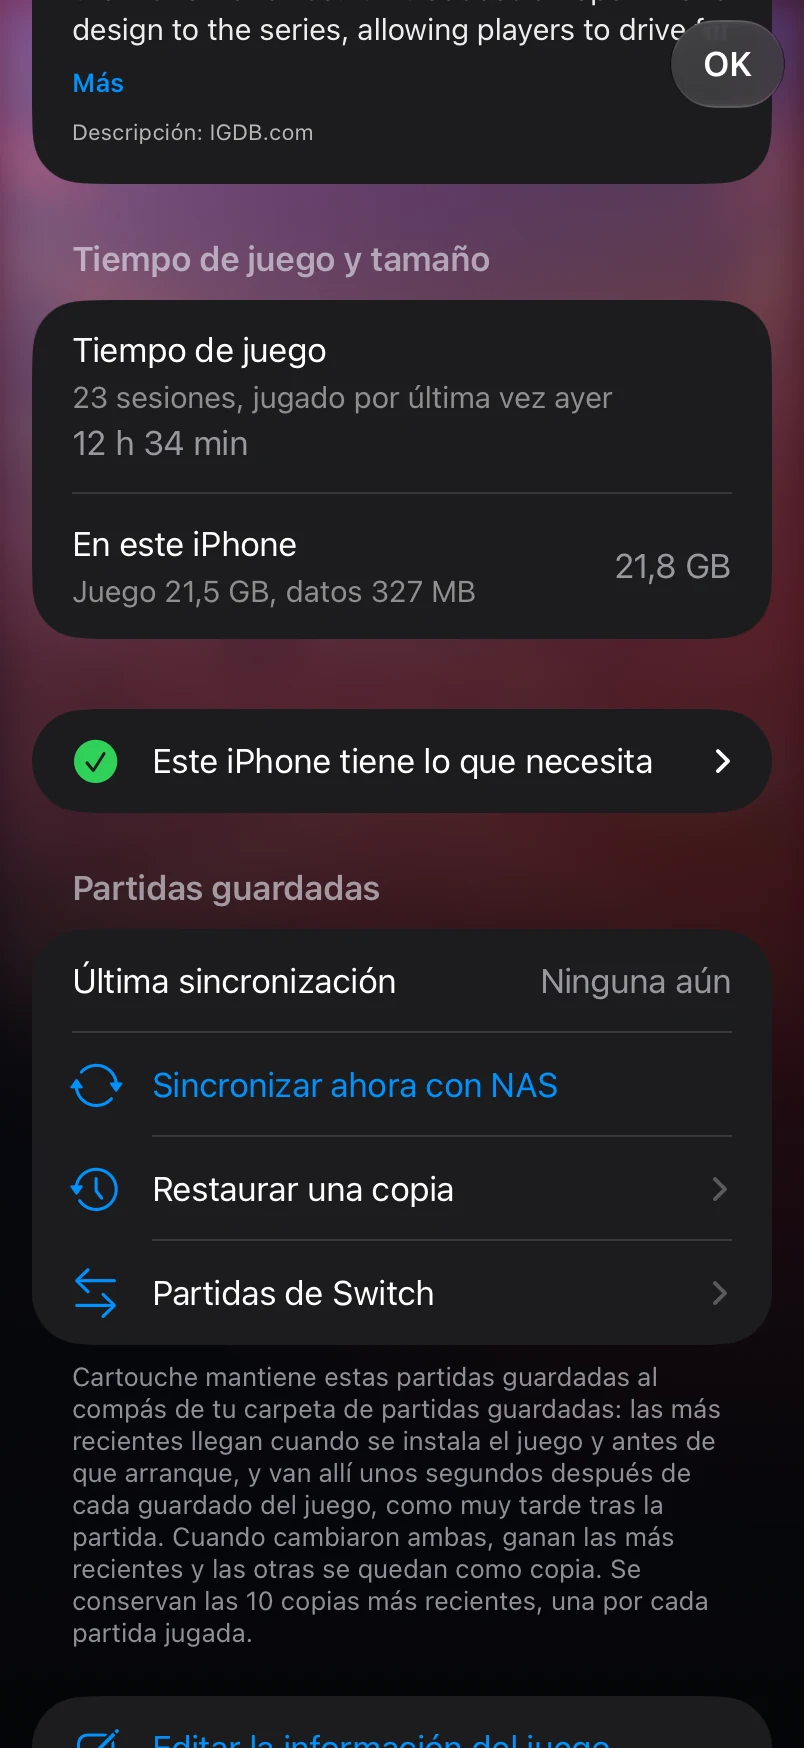 design to the series, allowing players to drive
OK
Más
Descripción: IGDB.com
Tiempo de juego y tamaño
Tiempo de juego
23 sesiones, jugado por última vez ayer
12 h 34 min
En este iPhone
21,8 GB
Juego 21,5 GB, datos 327 MB
Este iPhone tiene lo que necesita
Partidas guardadas
Última sincronización
Ninguna aún
Sincronizar ahora con NAS
Restaurar una copia
Partidas de Switch
Cartouche mantiene estas partidas guardadas al
compás de tu carpeta de partidas guardadas: las más
recientes llegan cuando se instala el juego y antes de
que arranque, y van allí unos segundos después de
cada guardado del juego, como muy tarde tras la
partida. Cuando cambiaron ambas, ganan las más
recientes y las otras se quedan como copia. Se
conservan las 10 copias más recientes, una por cada
partida jugada.
Editar la información del juego